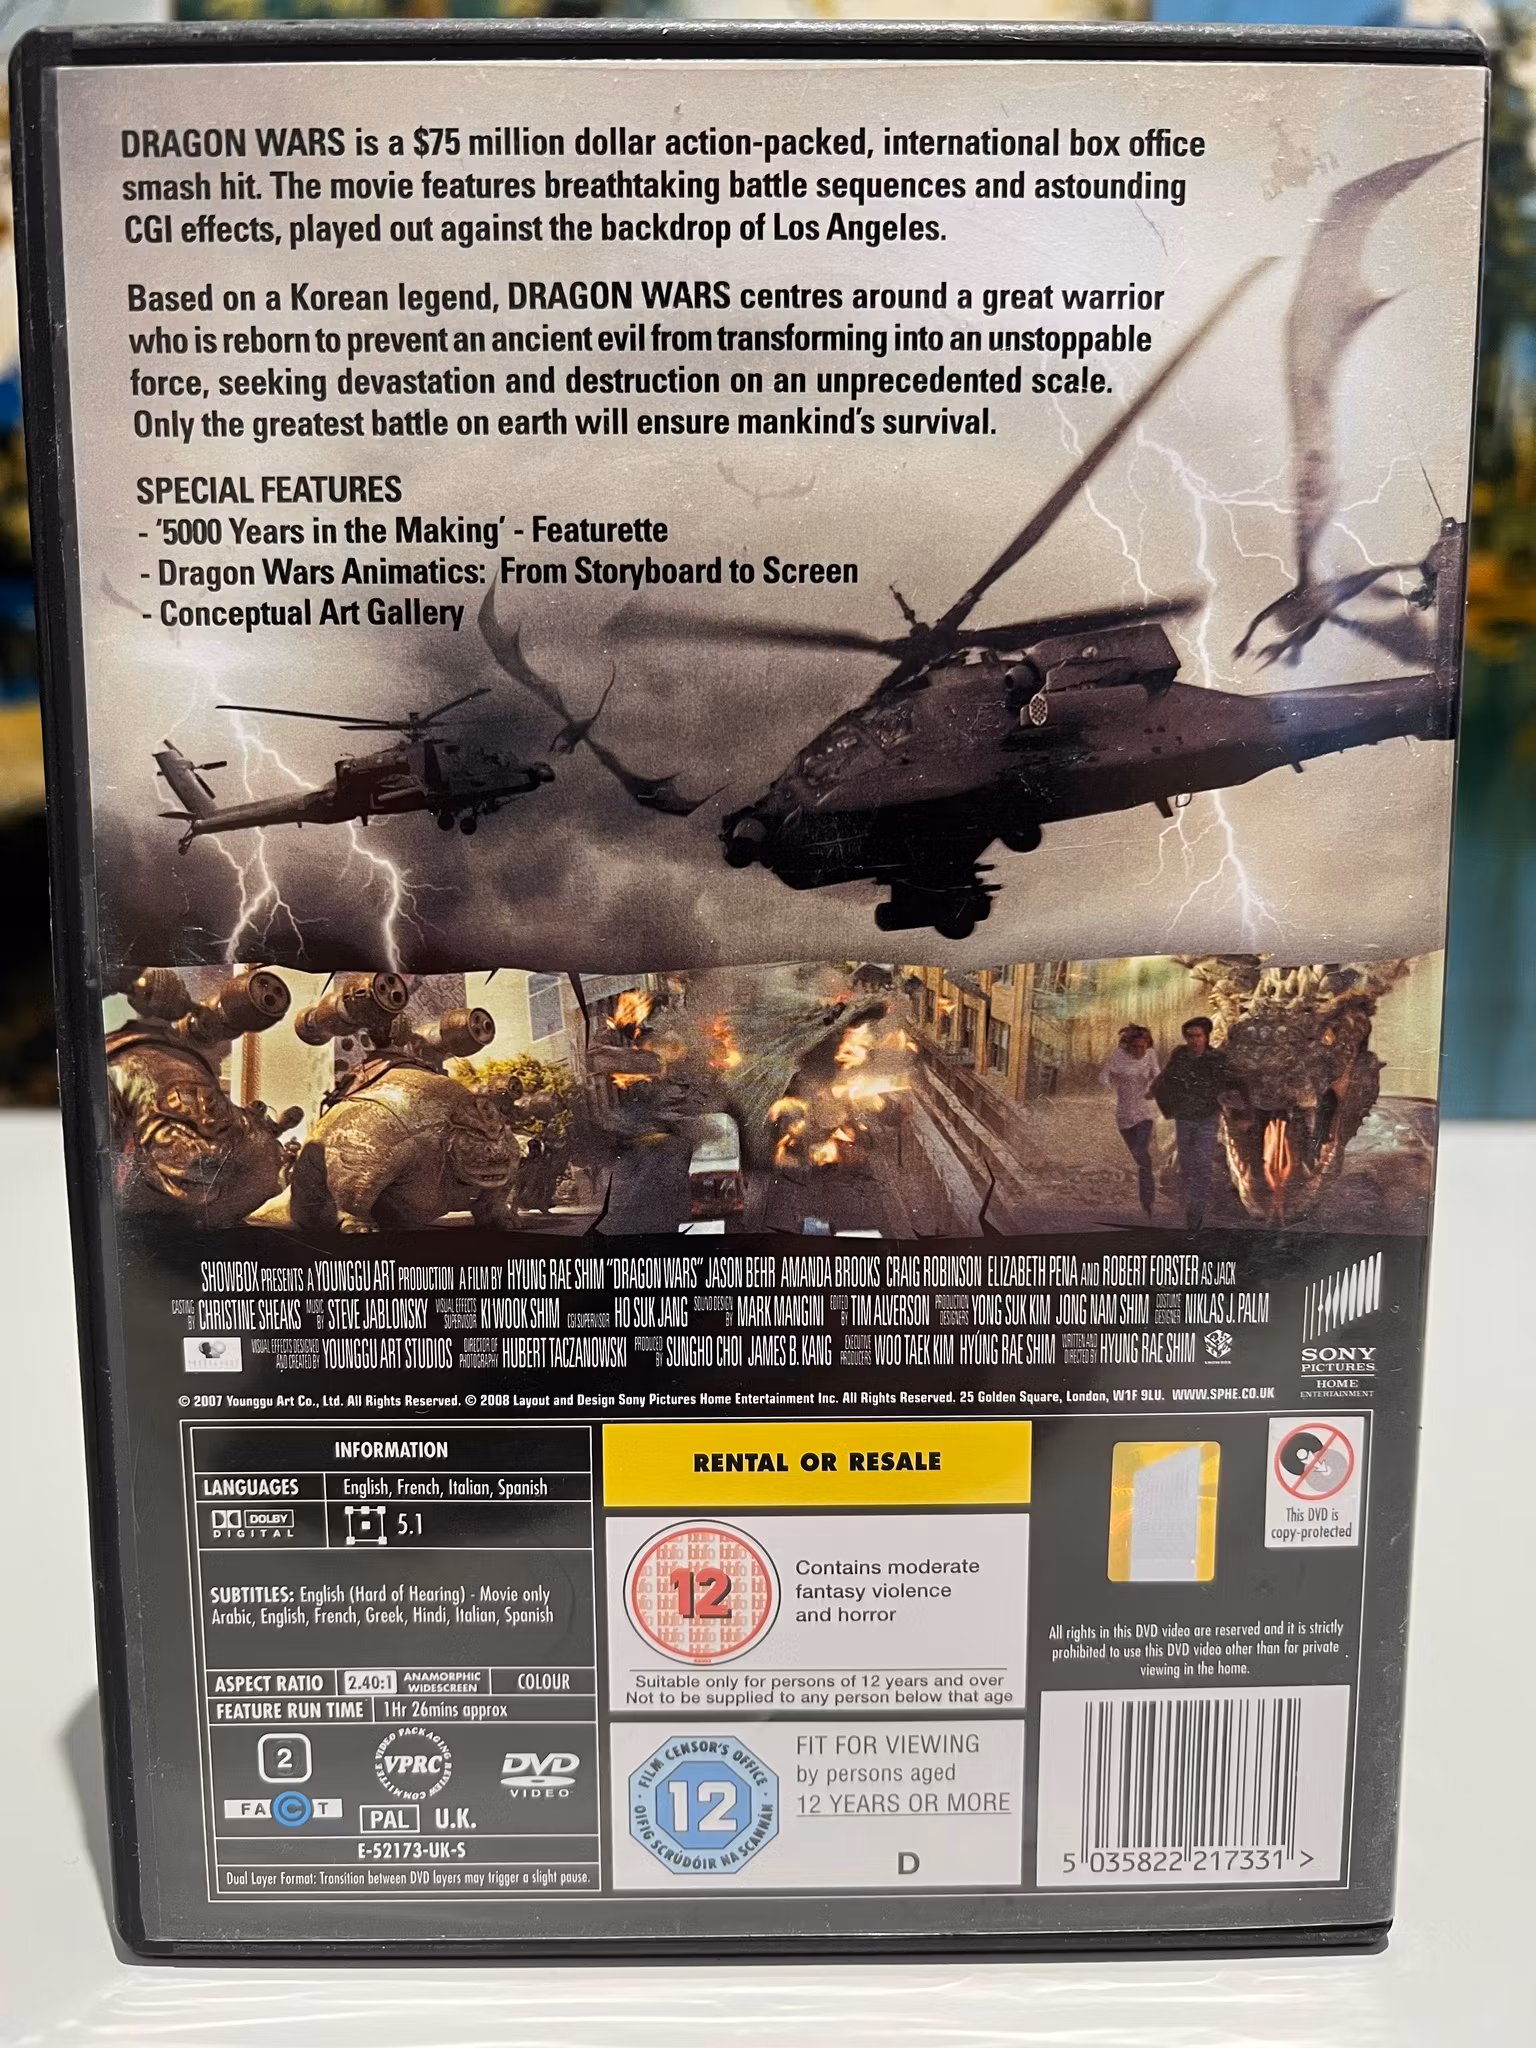 DRAGON WARS is a $75 million dollar action-packed, international box office
smash hit. The movie features breathtaking battle sequences and astounding
CGI effects, played out against the backdrop of Los Angeles.
Based on a Korean legend, DRAGON WARS centres around a great warrior
who is reborn to prevent an ancient evil from transforming into an unstoppable
force, seeking devastation and destruction on an unprecedented scale.
Only the greatest battle on earth will ensure mankind's survival.
SPECIAL FEATURES
- '5000 Years in the Making' - Featurette
- Dragon Wars Animatics: From Storyboard to Screen
- Conceptual Art Gallery
SHOWBOX PRESENTS A YOUNGGU ART PRODUCTION A FILM BY HYUNG RAE SHIM "DRAGON WARS" JASON BEHR AMANDA BROOKS CRAIG ROBINSON ELIZABETH PENA AND ROBERT FORSTER AS JACK
CASTING BY CHRISTINE SHEAKS MUSIC BY STEVE JABLONSKY VISUAL EFFECTS SUPERVISOR KI WOOK SHIM CGI SUPERVISOR HO SUK JANG SOUND DESIGN BY MARK MANGINI EDITED BY TIM ALVERSON PRODUCTION DESIGNERS YONG SUK KIM JONG NAM SHIM COSTUME DESIGNER NIKLAS J. PALM
VISUAL EFFECTS DESIGNED AND CREATED BY YOUNGGU ART STUDIOS DIRECTOR OF PHOTOGRAPHY HUBERT TACZANOWSKI PRODUCED BY SUNGHO CHOI JAMES B. KANG EXECUTIVE PRODUCERS WOO TAEK KIM HYUNG RAE SHIM WRITTEN AND DIRECTED BY HYUNG RAE SHIM
SONY
PICTURES
HOME
ENTERTAINMENT
© 2007 Younggu Art Co., Ltd. All Rights Reserved. © 2008 Layout and Design Sony Pictures Home Entertainment Inc. All Rights Reserved. 25 Golden Square, London, W1F 9LU. WWW.SPHE.CO.UK
INFORMATION
LANGUAGES English, French, Italian, Spanish
DOLBY
DIGITAL
5.1
SUBTITLES: English (Hard of Hearing) - Movie only
Arabic, English, French, Greek, Hindi, Italian, Spanish
ASPECT RATIO 2.40:1 ANAMORPHIC WIDESCREEN COLOUR
FEATURE RUN TIME 1Hr 26mins approx
2
VIDEO PACKAGING REVIEW COMMITTEE
VPRC
DVD
VIDEO
FACT
PAL U.K.
E-52173-UK-S
Dual Layer Format: Transition between DVD layers may trigger a slight pause.
RENTAL OR RESALE
12
Contains moderate
fantasy violence
and horror
Suitable only for persons of 12 years and over
Not to be supplied to any person below that age
FILM CENSOR'S OFFICE
12
OIFIG SCRÚDÓIR NA SCANNÁN
FIT FOR VIEWING
by persons aged
12 YEARS OR MORE
D
This DVD is
copy-protected
All rights in this DVD video are reserved and it is strictly
prohibited to use this DVD video other than for private
viewing in the home.
5 035822 217331 >